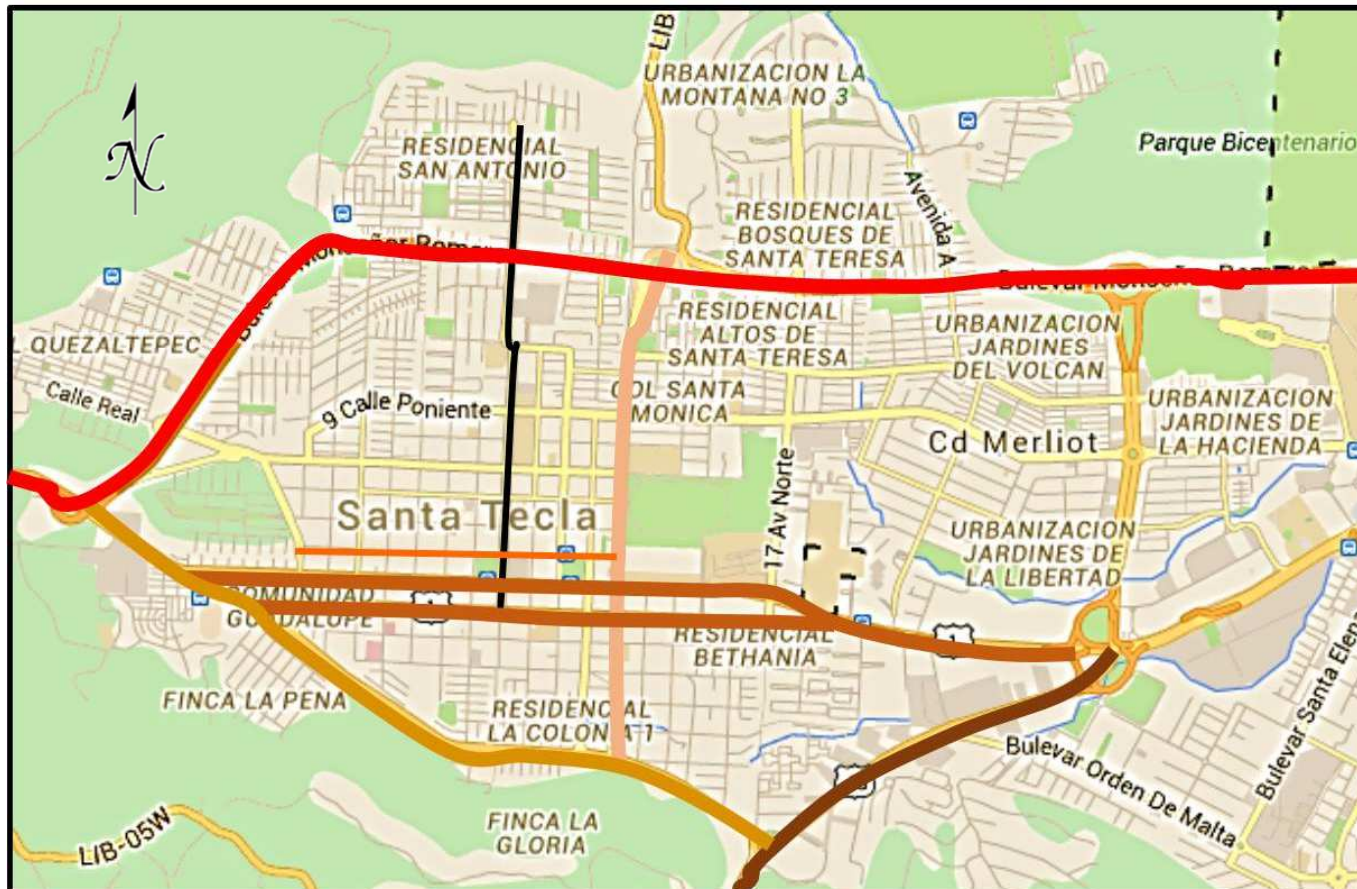 LIB
URBANIZACION LA
MONTANA NO 3
N
RESIDENCIAL
SAN ANTONIO
Parque Bicentenario
Avenida A
RESIDENCIAL
BOSQUES DE
SANTA TERESA
RESIDENCIAL
ALTOS DE
SANTA TERESA
URBANIZACION
JARDINES
DEL VOLCAN
L QUEZALTEPEC
Calle Real
9 Calle Poniente
COL SANTA
MONICA
URBANIZACION
JARDINES DE
LA HACIENDA
Cd Merliot
17 Av Norte
Santa Tecla
URBANIZACION
JARDINES DE
LA LIBERTAD
COMUNIDAD
GUADALUPE
1
1
RESIDENCIAL
BETHANIA
FINCA LA PENA
RESIDENCIAL
LA COLONIA 1
Bulevar Santa Elena
Bulevar Orden De Malta
FINCA LA
GLORIA
LIB-05W